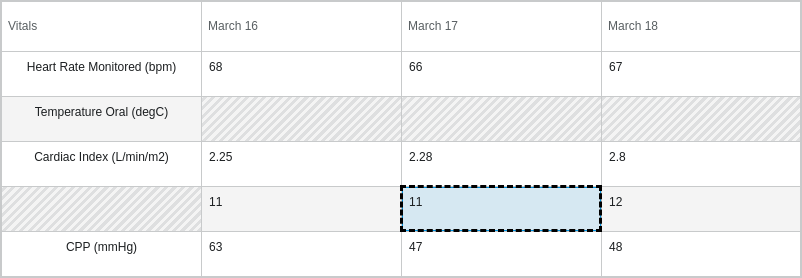 Vitals March 16 March 17 March 18
Heart Rate Monitored (bpm) 68 66 67
Temperature Oral (degC)
Cardiac Index (L/min/m2) 2.25 2.28 2.8
11 11 12
CPP (mmHg) 63 47 48